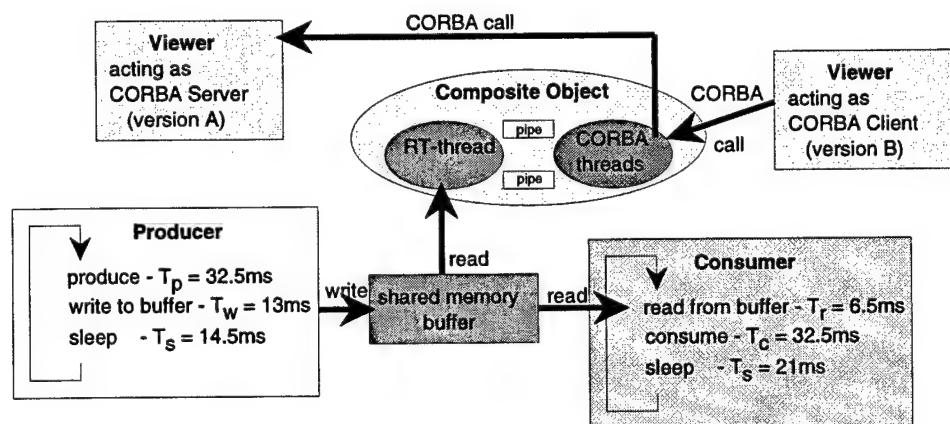 CORBA call
Viewer
acting as
CORBA Server
(version A)
Composite Object
RT-thread
pipe
pipe
CORBA
threads
CORBA
call
Viewer
acting as
CORBA Client
(version B)
Producer
produce - Tp = 32.5ms
write to buffer - Tw = 13ms
sleep - Ts = 14.5ms
write
read
shared memory
buffer
read
Consumer
read from buffer - Tr = 6.5ms
consume - Tc = 32.5ms
sleep - Ts = 21ms